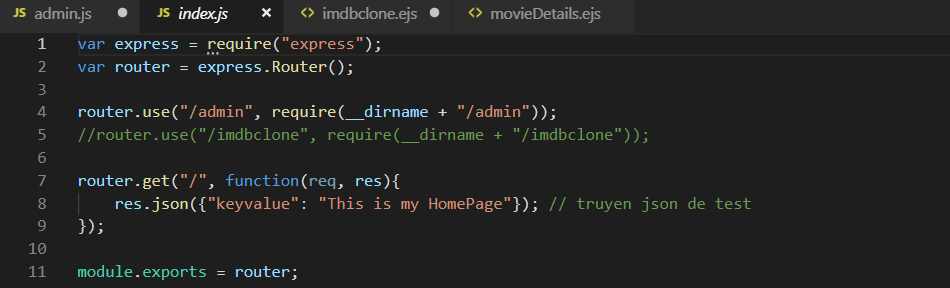 JS admin.js JS index.js × <> imdbclone.ejs <> movieDetails.ejs
1 var express = require("express");
2 var router = express.Router();
3
4 router.use("/admin", require(__dirname + "/admin"));
5 //router.use("/imdbclone", require(__dirname + "/imdbclone"));
6
7 router.get("/", function(req, res){
8     res.json({"keyvalue": "This is my HomePage"}); // truyen json de test
9 });
10
11 module.exports = router;